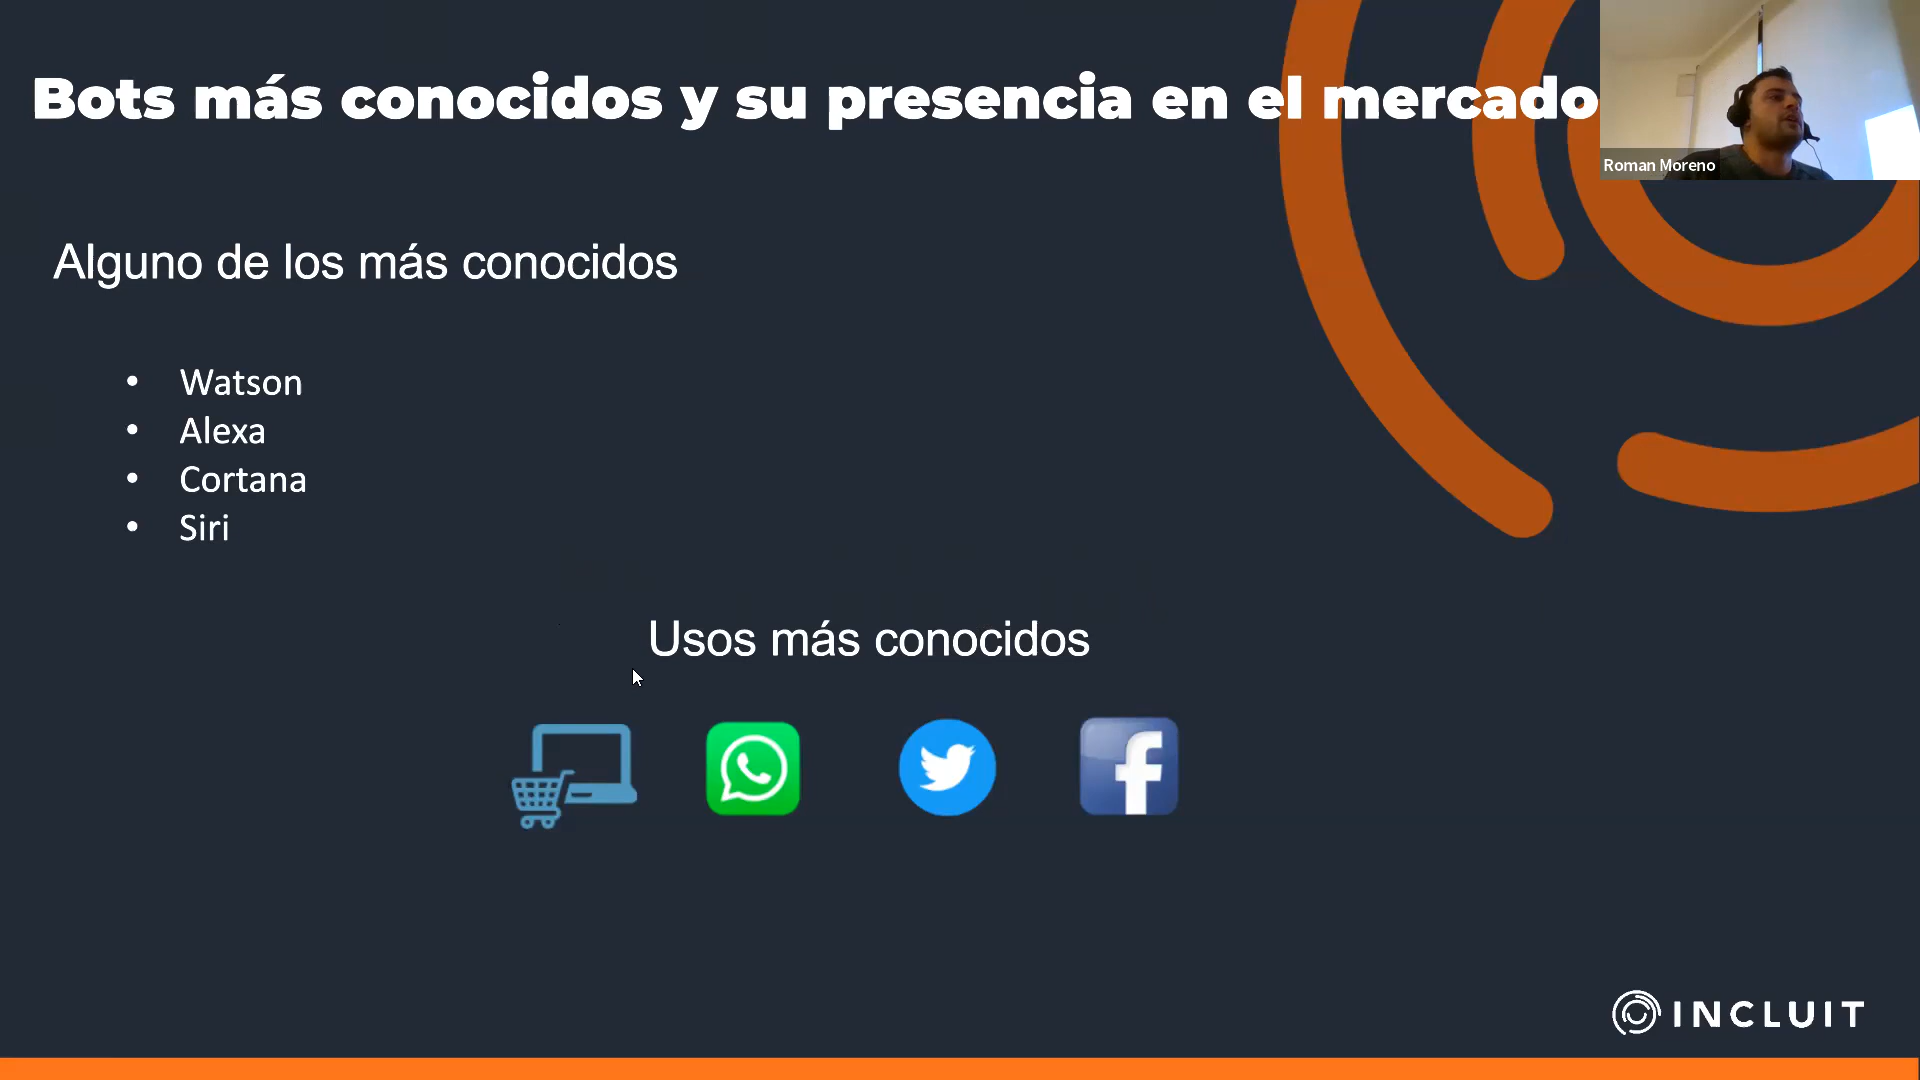 Bots más conocidos y su presencia en el mercado
Roman Moreno
Alguno de los más conocidos
• Watson
• Alexa
• Cortana
• Siri
Usos más conocidos
INCLUIT